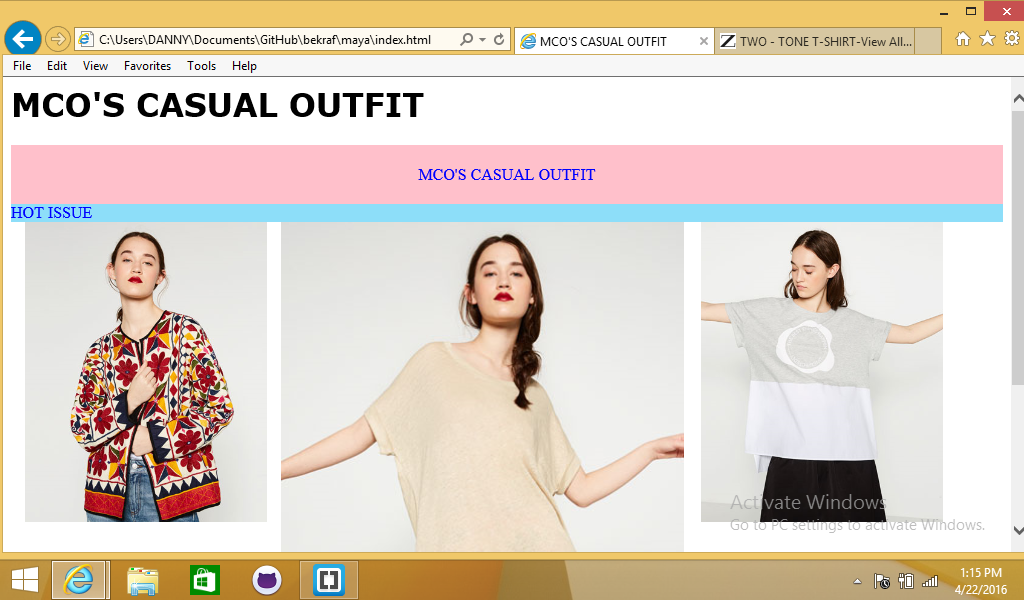 C:\Users\DANNY\Documents\GitHub\bekraf\maya\index.html
MCO'S CASUAL OUTFIT
TWO - TONE T-SHIRT-View All...
File Edit View Favorites Tools Help
MCO'S CASUAL OUTFIT
MCO'S CASUAL OUTFIT
HOT ISSUE
Activate Windows
Go to PC settings to activate Windows.
1:15 PM
4/22/2016